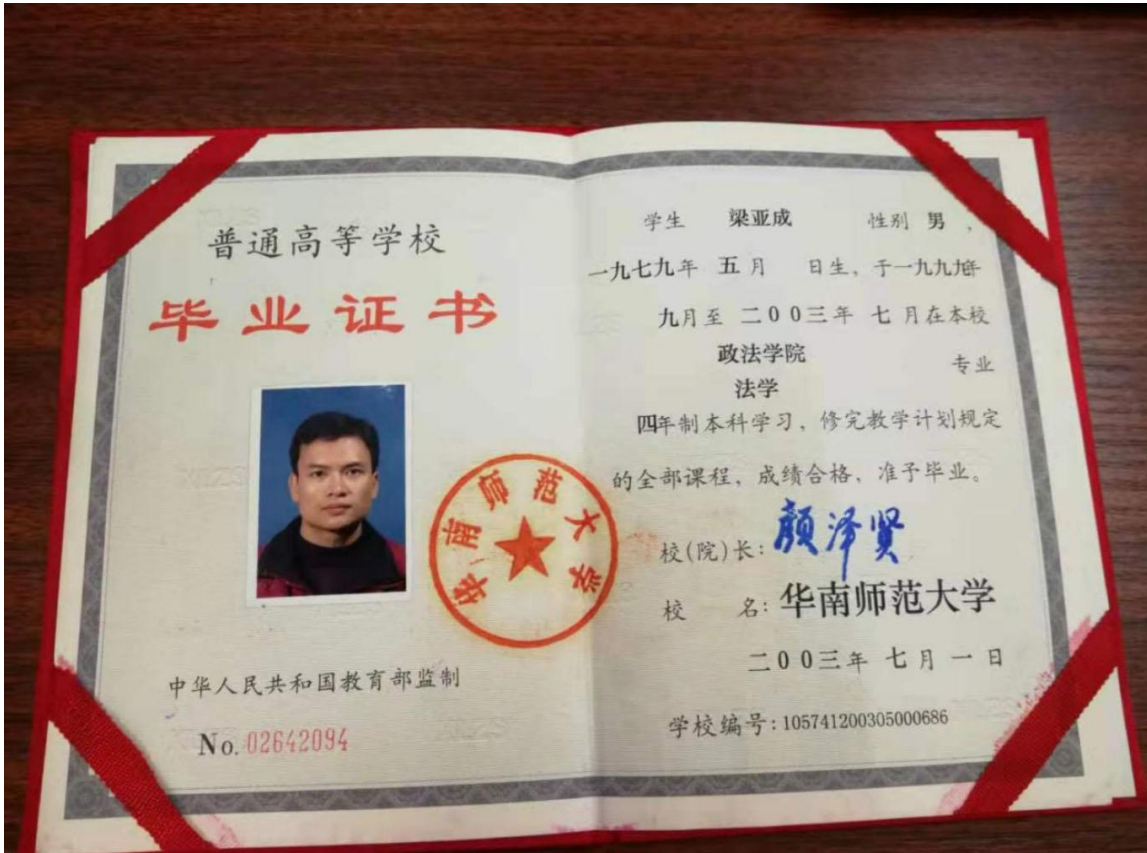 普通高等学校
毕业证书
华南师范大学
中华人民共和国教育部监制
No. 02642094
学生 梁亚成 性别 男，
一九七九年 五月 日生，于一九九九年
九月至 二00三年 七月在本校
政法学院
专业
法学
四年制本科学习，修完教学计划规定
的全部课程，成绩合格，准予毕业。
校(院)长：颜泽贤
校 名：华南师范大学
二00三年 七月 一日
学校编号：105741200305000686